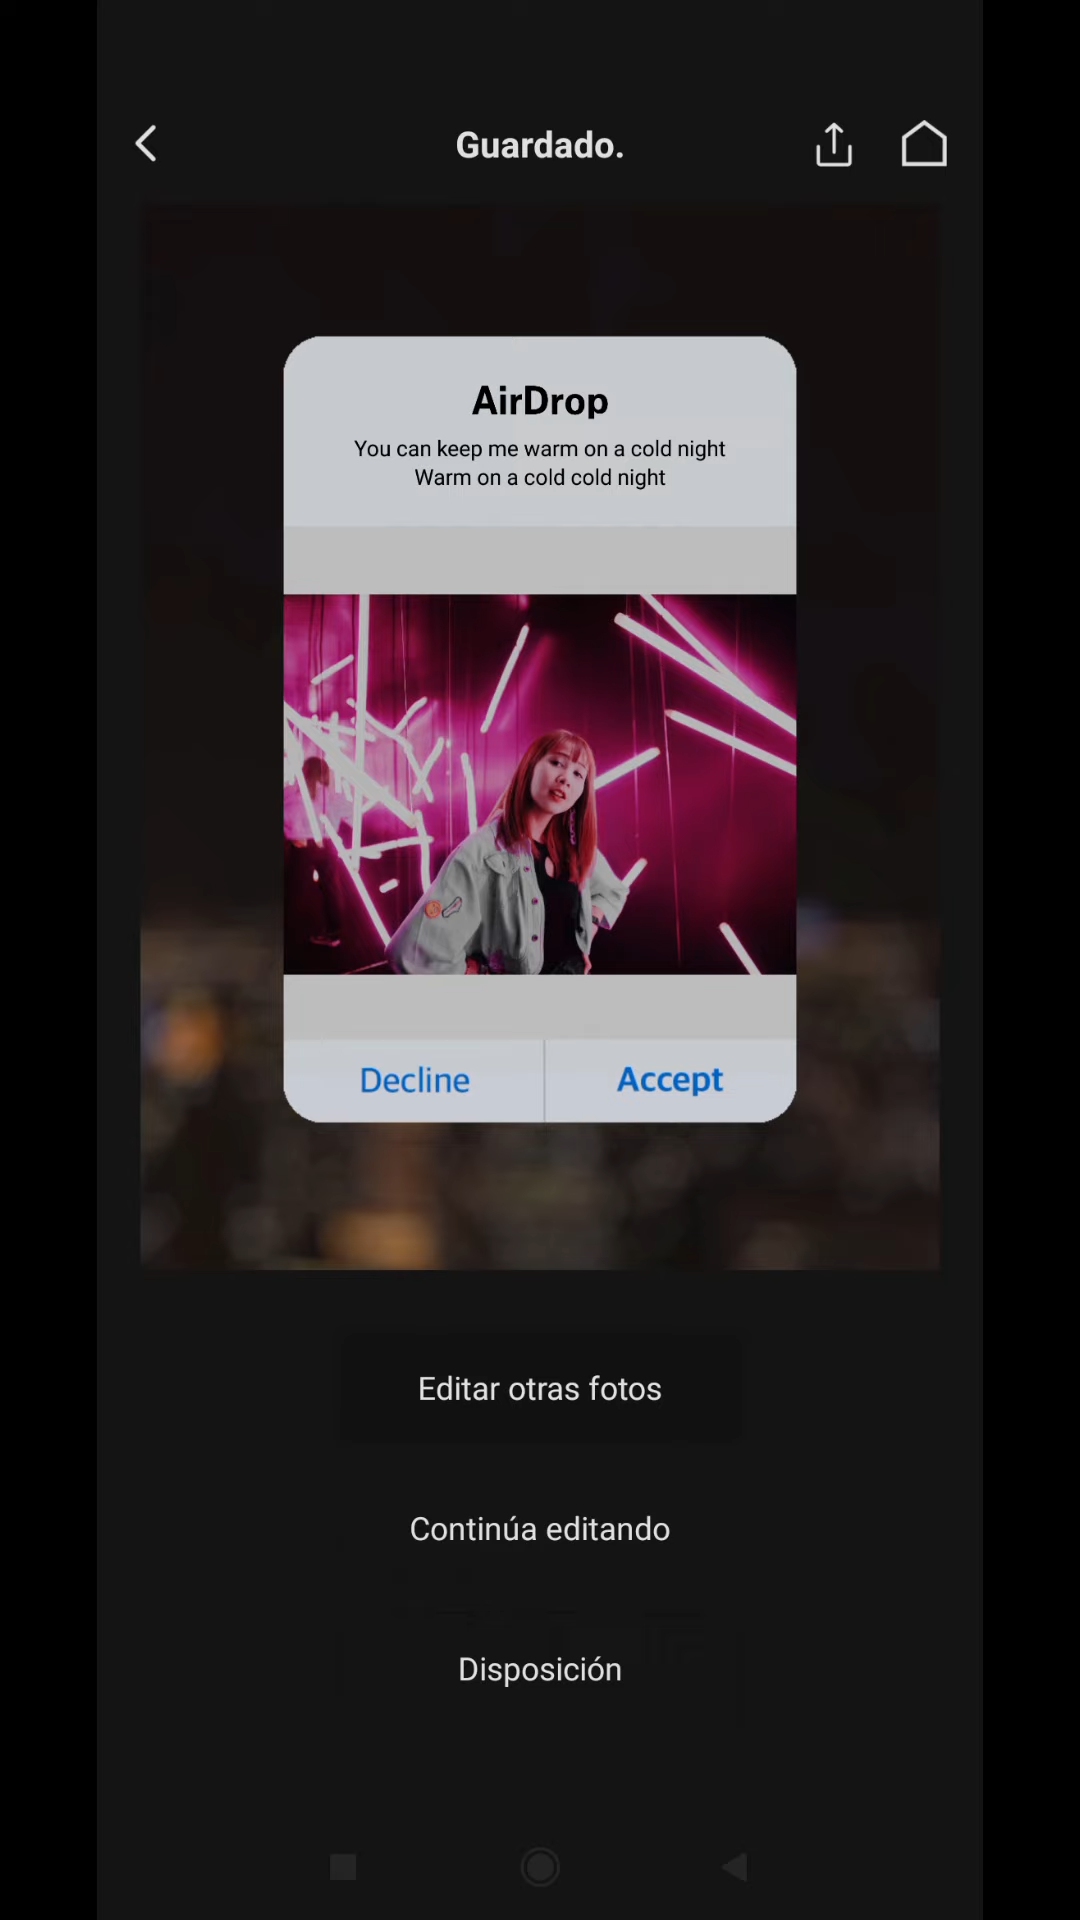 Guardado.
AirDrop
You can keep me warm on a cold night
Warm on a cold cold night
Decline
Accept
Editar otras fotos
Continúa editando
Disposición